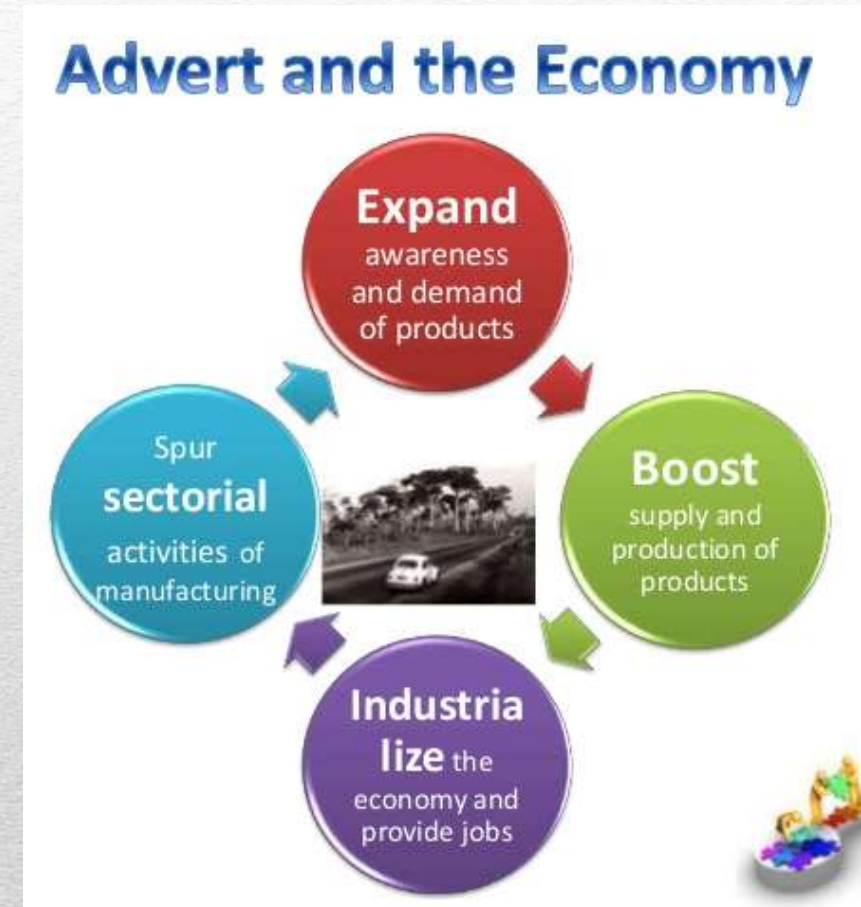 Advert and the Economy
Expand
awareness
and demand
of products
Boost
supply and
production of
products
Industria
lize the
economy and
provide jobs
Spur
sectorial
activities of
manufacturing